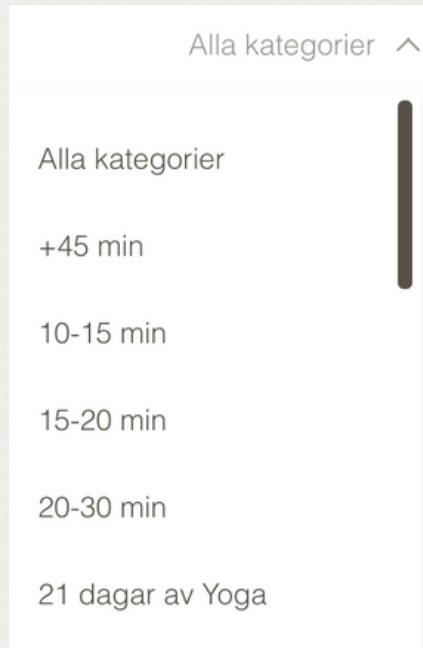 Alla kategorier
Alla kategorier
+45 min
10-15 min
15-20 min
20-30 min
21 dagar av Yoga